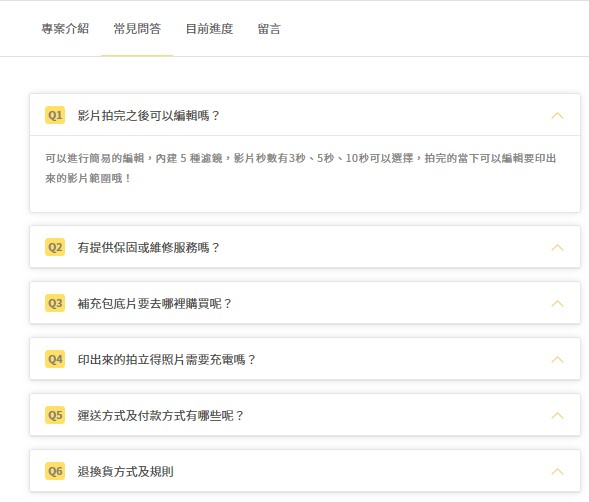 專案介紹 常見問答 目前進度 留言
Q1 影片拍完之後可以編輯嗎？
可以進行簡易的編輯，內建 5 種濾鏡，影片秒數有3秒、5秒、10秒可以選擇，拍完的當下可以編輯要印出
來的影片範圍哦！
Q2 有提供保固或維修服務嗎？
Q3 補充包底片要去哪裡購買呢？
Q4 印出來的拍立得照片需要充電嗎？
Q5 運送方式及付款方式有哪些呢？
Q6 退換貨方式及規則